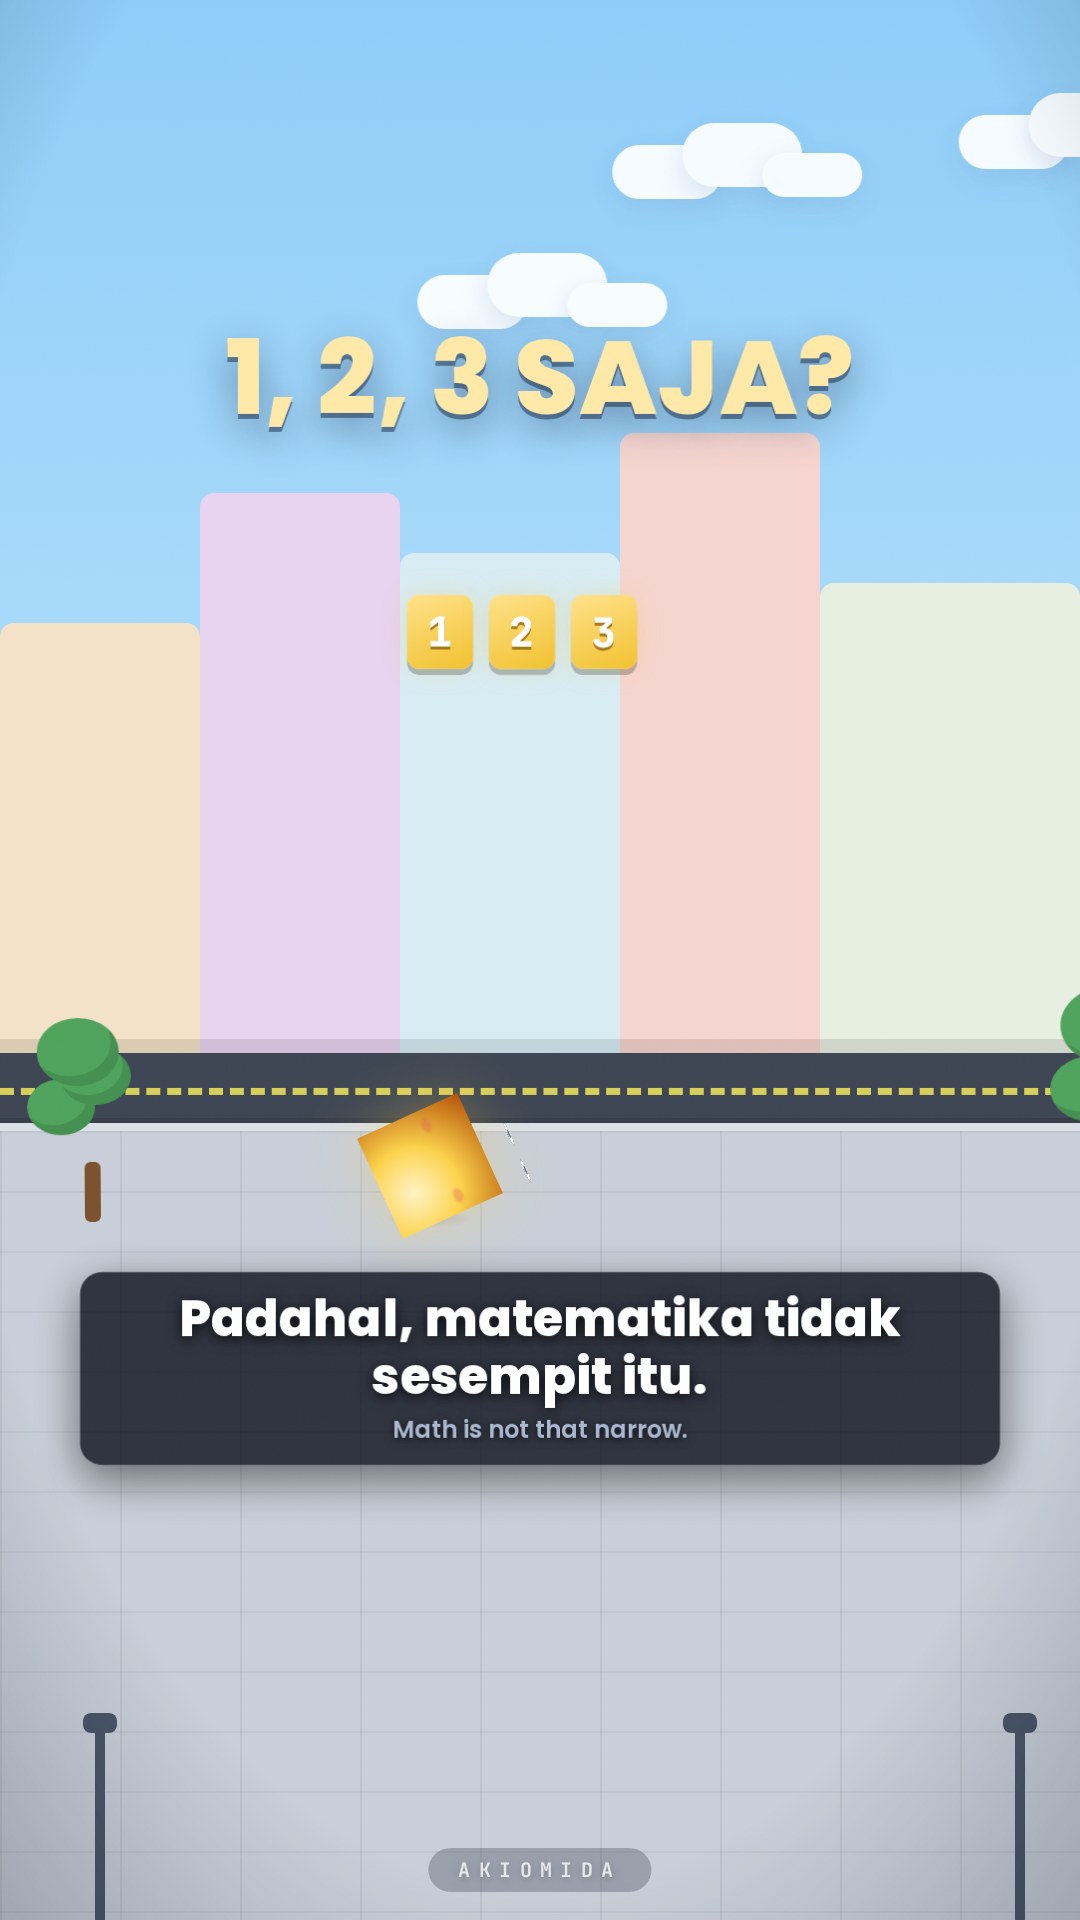 1, 2, 3 SAJA?
1 2 3
Padahal, matematika tidak
sesempit itu.
Math is not that narrow.
AKIOMIDA